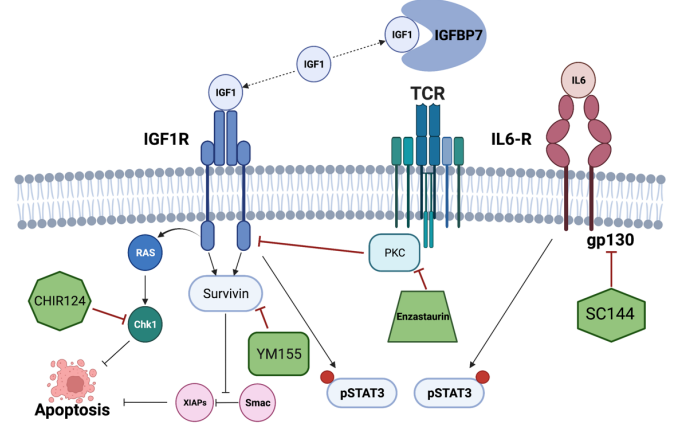 IGF1
IGFBP7
IGF1
IGF1
TCR
IL6
IGF1R
IL6-R
gp130
RAS
PKC
CHIR124
Survivin
Chk1
Enzastaurin
SC144
YM155
pSTAT3
pSTAT3
Apoptosis
XIAPs
Smac